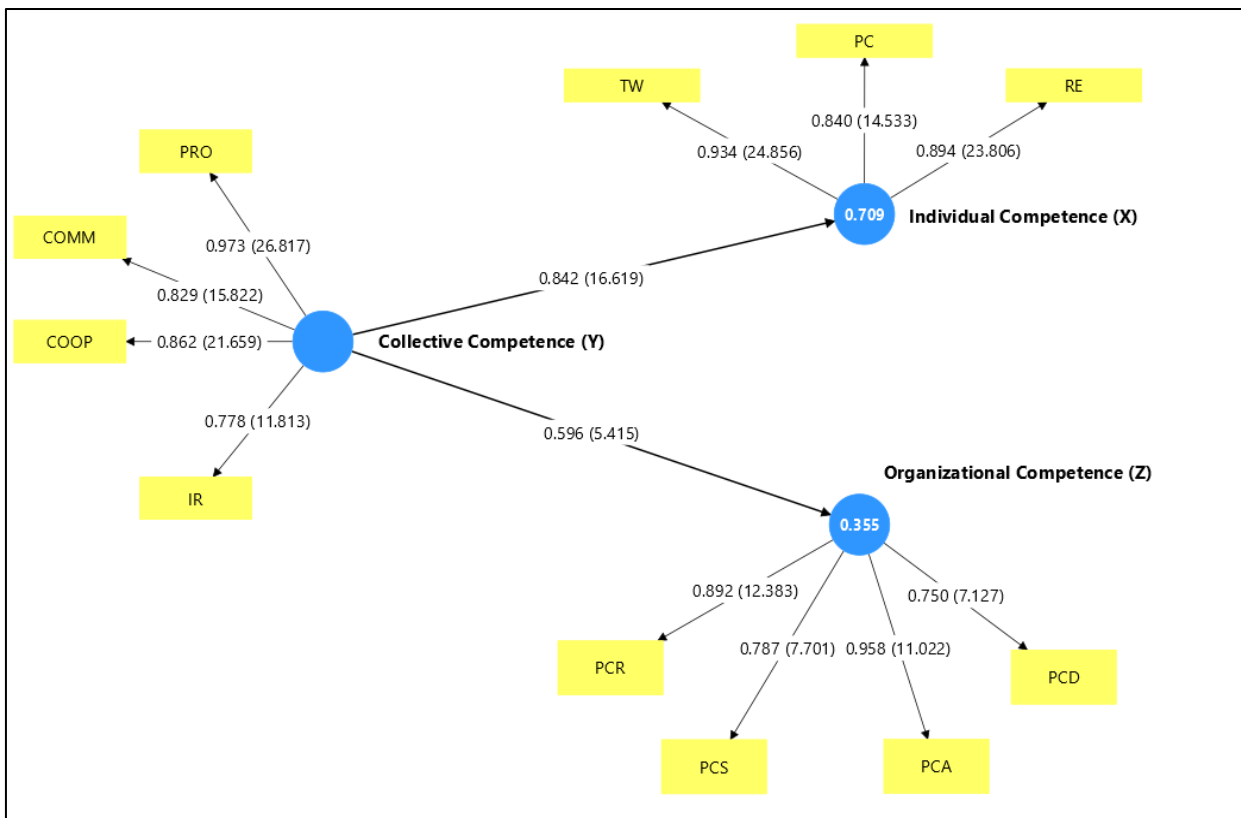 PC
TW
RE
0.840 (14.533)
0.934 (24.856)
0.894 (23.806)
PRO
0.709
Individual Competence (X)
COMM
0.973 (26.817)
0.829 (15.822)
0.842 (16.619)
COOP
0.862 (21.659)
Collective Competence (Y)
0.778 (11.813)
0.596 (5.415)
IR
Organizational Competence (Z)
0.355
0.892 (12.383)
0.750 (7.127)
0.787 (7.701)
0.958 (11.022)
PCR
PCD
PCS
PCA